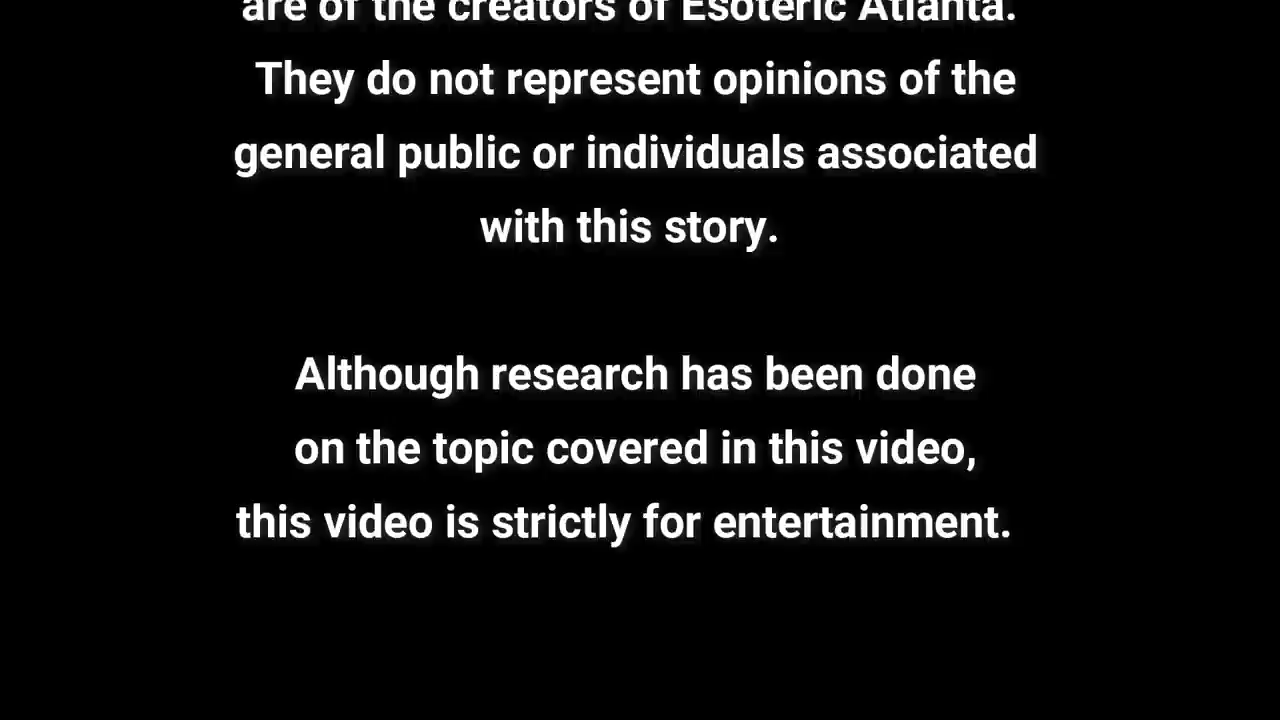 are of the creators of Esoteric Atlanta.
They do not represent opinions of the
general public or individuals associated
with this story.
Although research has been done
on the topic covered in this video,
this video is strictly for entertainment.